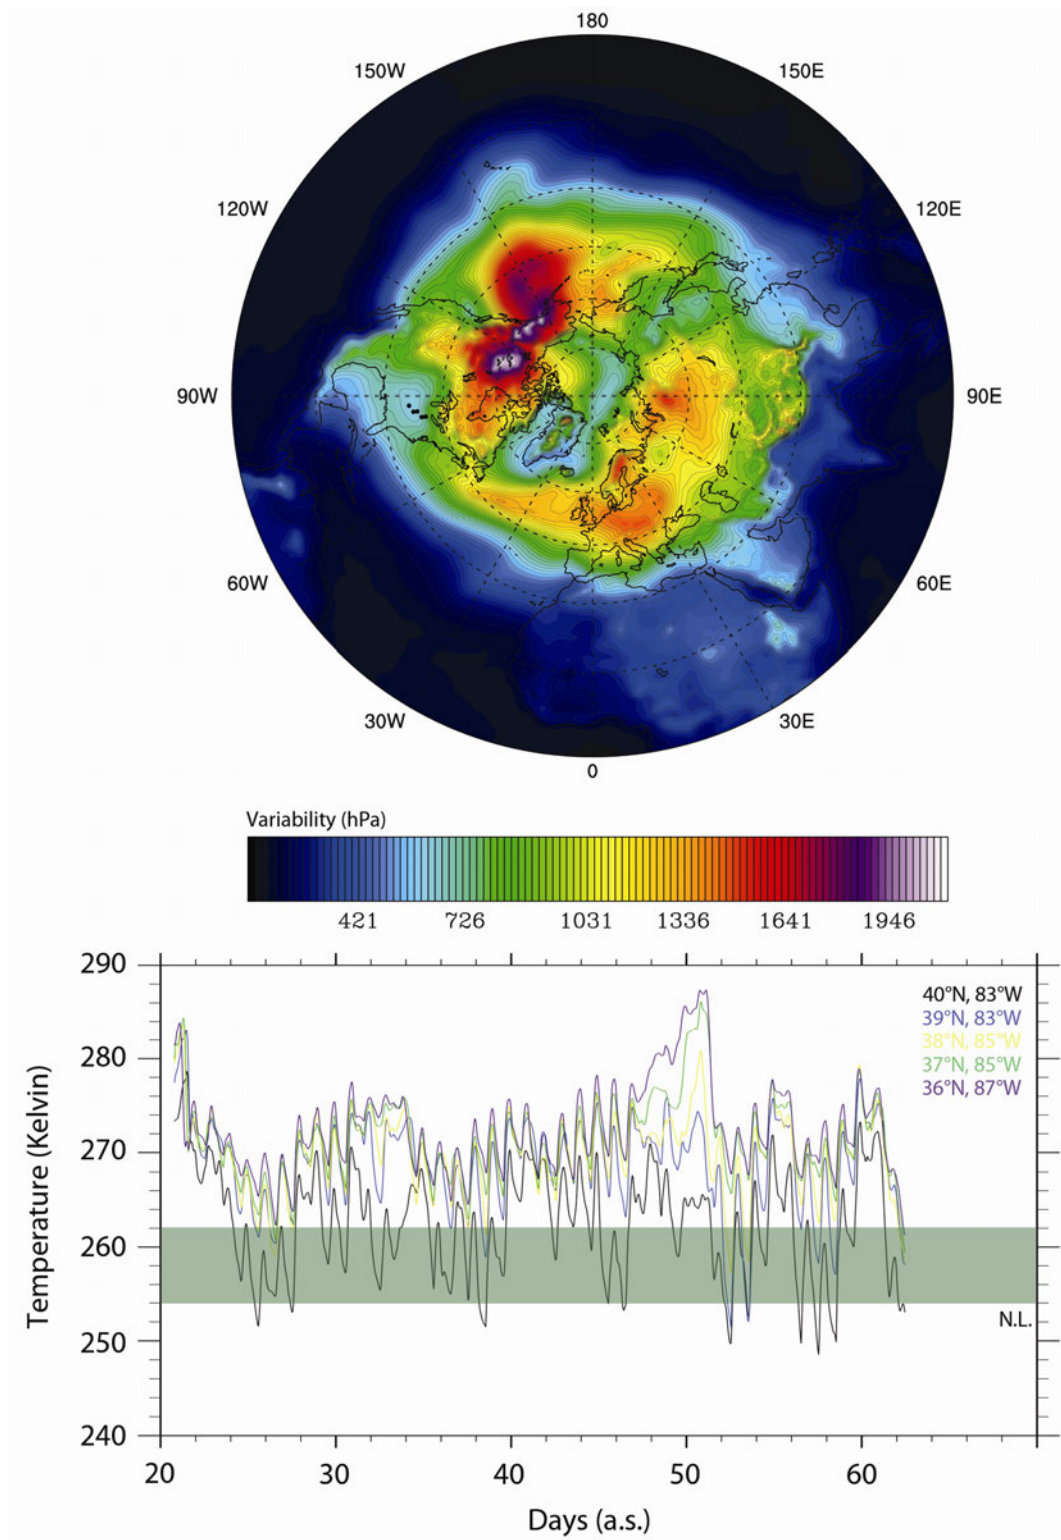 180
150W 150E
120W 120E
90W 90E
60W 60E
30W 30E
0
Variability (hPa)
421 726 1031 1336 1641 1946
290
280
270
260
250
240
Temperature (Kelvin)
40°N, 83°W
39°N, 83°W
38°N, 85°W
37°N, 85°W
36°N, 87°W
N.L.
20 30 40 50 60
Days (a.s.)